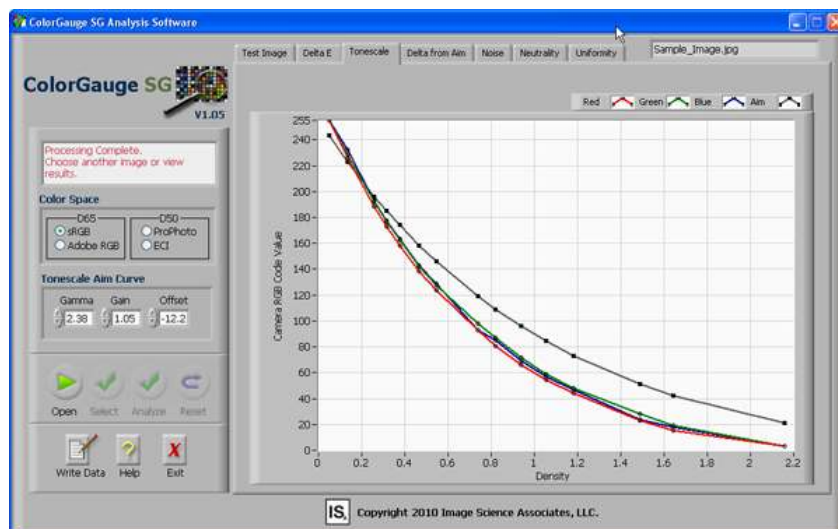 ColorGauge SG Analysis Software
Test Image Delta E Tonescale Delta from Aim Noise Neutrality Uniformity Sample_Image.jpg
ColorGauge SG
V1.05
Processing Complete.
Choose another image or view
results.
Color Space
D65 D50
sRGB ProPhoto
Adobe RGB ECI
Tonescale Aim Curve
Gamma Gain Offset
2.38 1.05 -12.2
Open Select Analyze Reset
Write Data Help Exit
Red Green Blue Aim
Camera RGB Code Value
255
240
220
200
180
160
140
120
100
80
60
40
20
0
0 0.2 0.4 0.6 0.8 1 1.2 1.4 1.6 1.8 2 2.2
Density
IS. Copyright 2010 Image Science Associates, LLC.